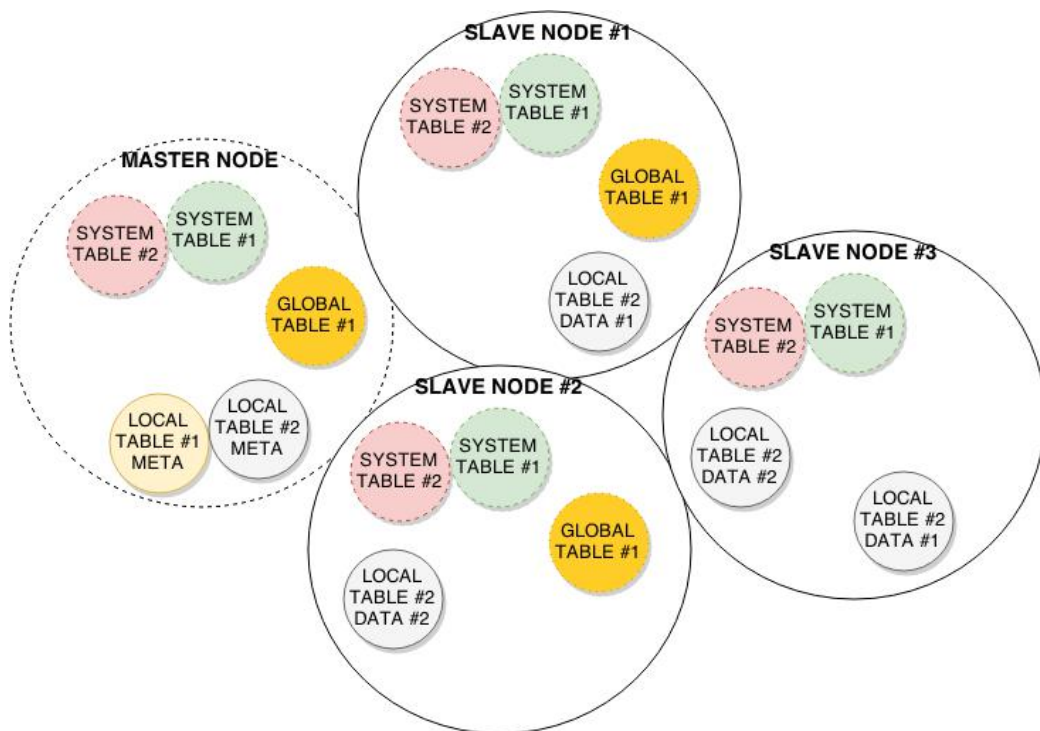 SLAVE NODE #1
SYSTEM
TABLE #2
SYSTEM
TABLE #1
GLOBAL
TABLE #1
LOCAL
TABLE #2
DATA #1
MASTER NODE
SYSTEM
TABLE #2
SYSTEM
TABLE #1
GLOBAL
TABLE #1
LOCAL
TABLE #1
META
LOCAL
TABLE #2
META
SLAVE NODE #2
SYSTEM
TABLE #2
SYSTEM
TABLE #1
GLOBAL
TABLE #1
LOCAL
TABLE #2
DATA #2
SLAVE NODE #3
SYSTEM
TABLE #2
SYSTEM
TABLE #1
LOCAL
TABLE #2
DATA #2
LOCAL
TABLE #2
DATA #1